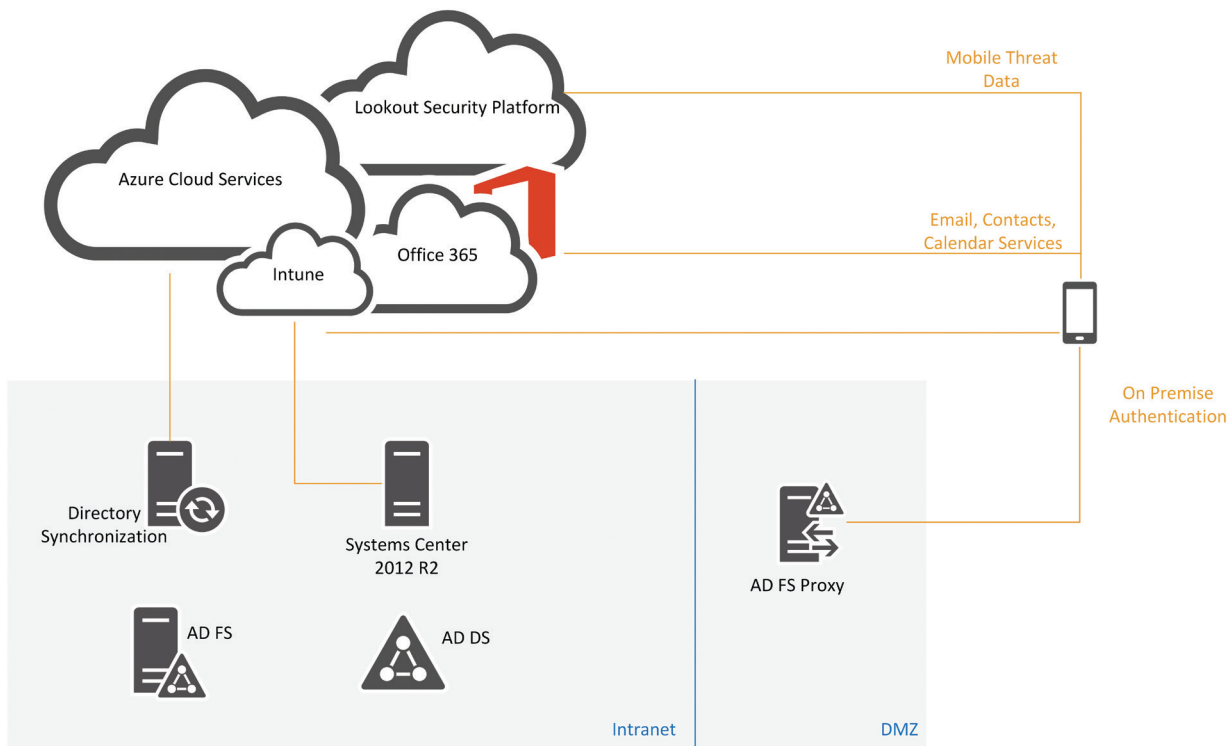 Mobile Threat
Data
Lookout Security Platform
Azure Cloud Services
Email, Contacts,
Calendar Services
Office 365
Intune
On Premise
Authentication
Directory
Synchronization
Systems Center
2012 R2
AD FS Proxy
AD FS
AD DS
Intranet
DMZ